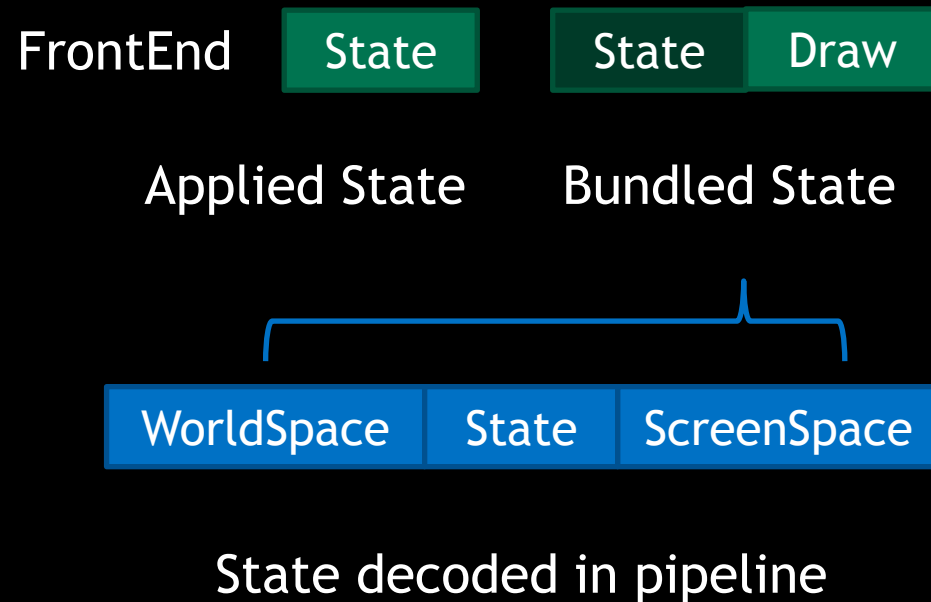 FrontEnd State State Draw
Applied State Bundled State
WorldSpace State ScreenSpace
State decoded in pipeline